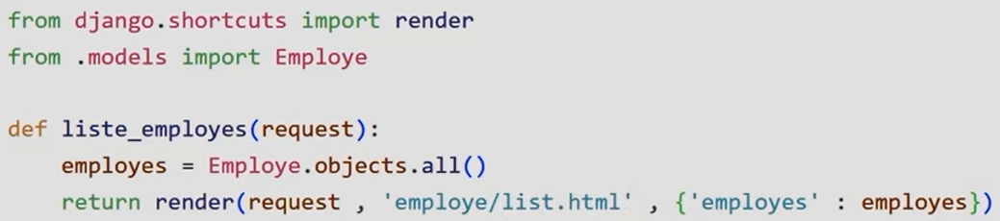 from django.shortcuts import render
from .models import Employe
def liste_employes(request):
employes = Employe.objects.all()
return render(request , 'employe/list.html' , {'employes' : employes})